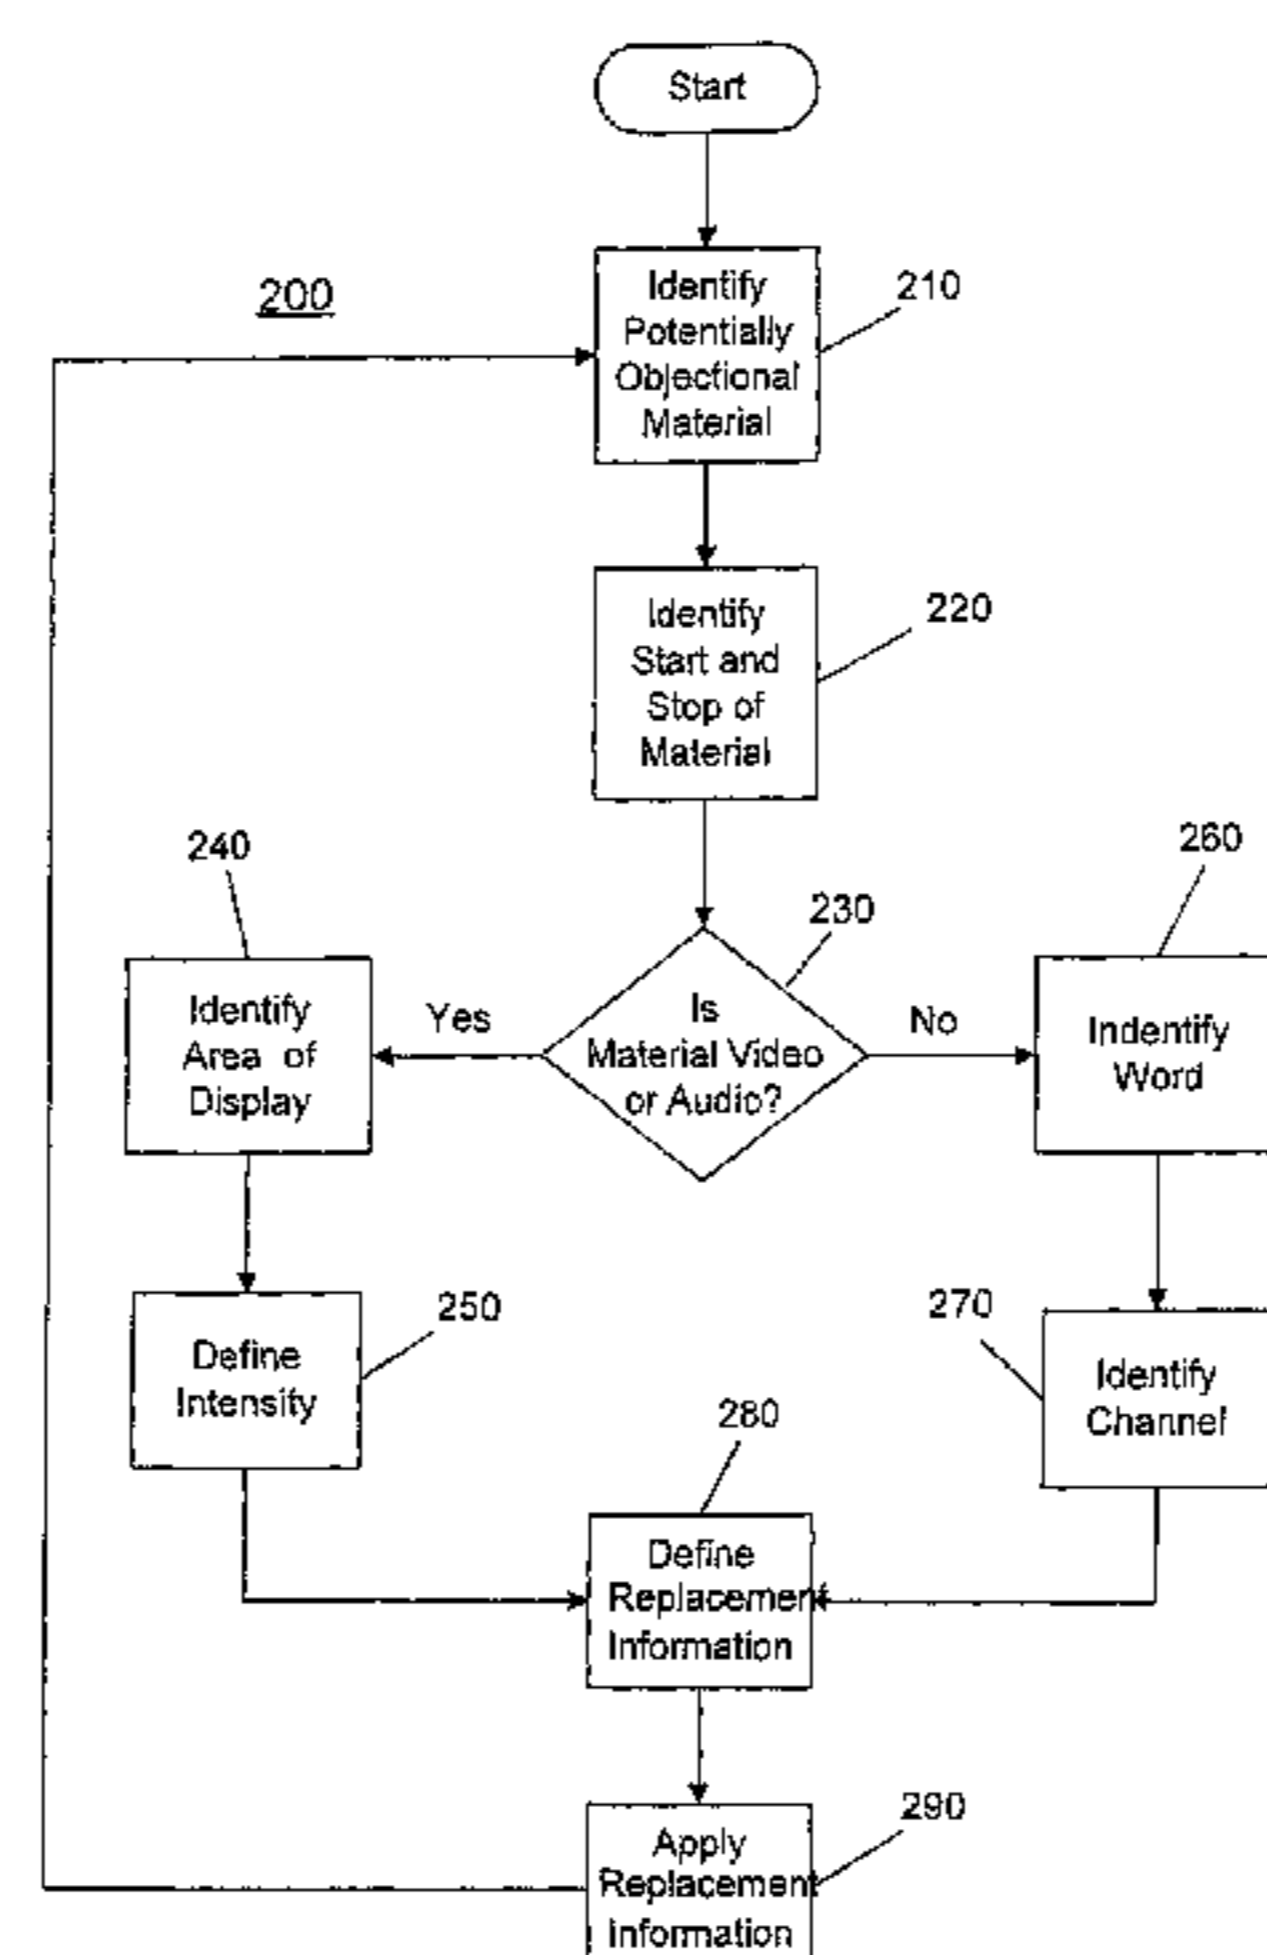 Start
200
Identify
Potentially
Objectional
Material
210
Identify
Start and
Stop of
Material
220
230
Is
Material Video
or Audio?
Yes
No
240
Identify
Area of
Display
250
Define
Intensity
260
Indentify
Word
270
Identify
Channel
280
Define
Replacement
Information
290
Apply
Replacement
Information